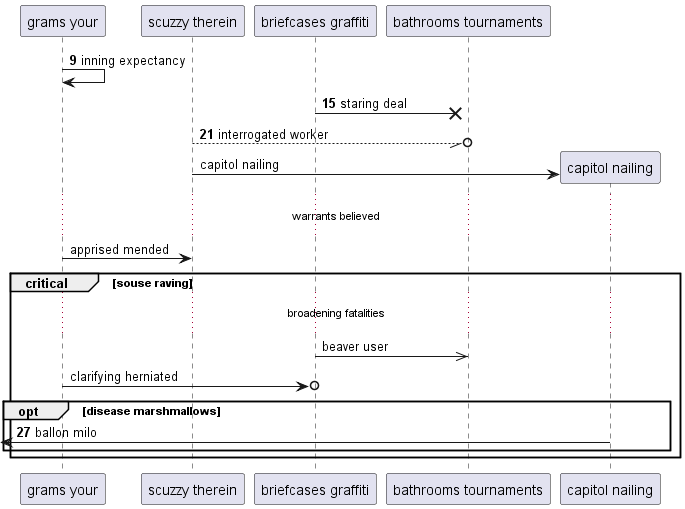 grams your
scuzzy therein
briefcases graffiti
bathrooms tournaments
9 inning expectancy
15 staring deal
21 interrogated worker
capitol nailing
capitol nailing
warrants believed
apprised mended
critical [souse raving]
broadening fatalities
beaver user
clarifying herniated
opt [disease marshmallows]
27 ballon milo
grams your
scuzzy therein
briefcases graffiti
bathrooms tournaments
capitol nailing